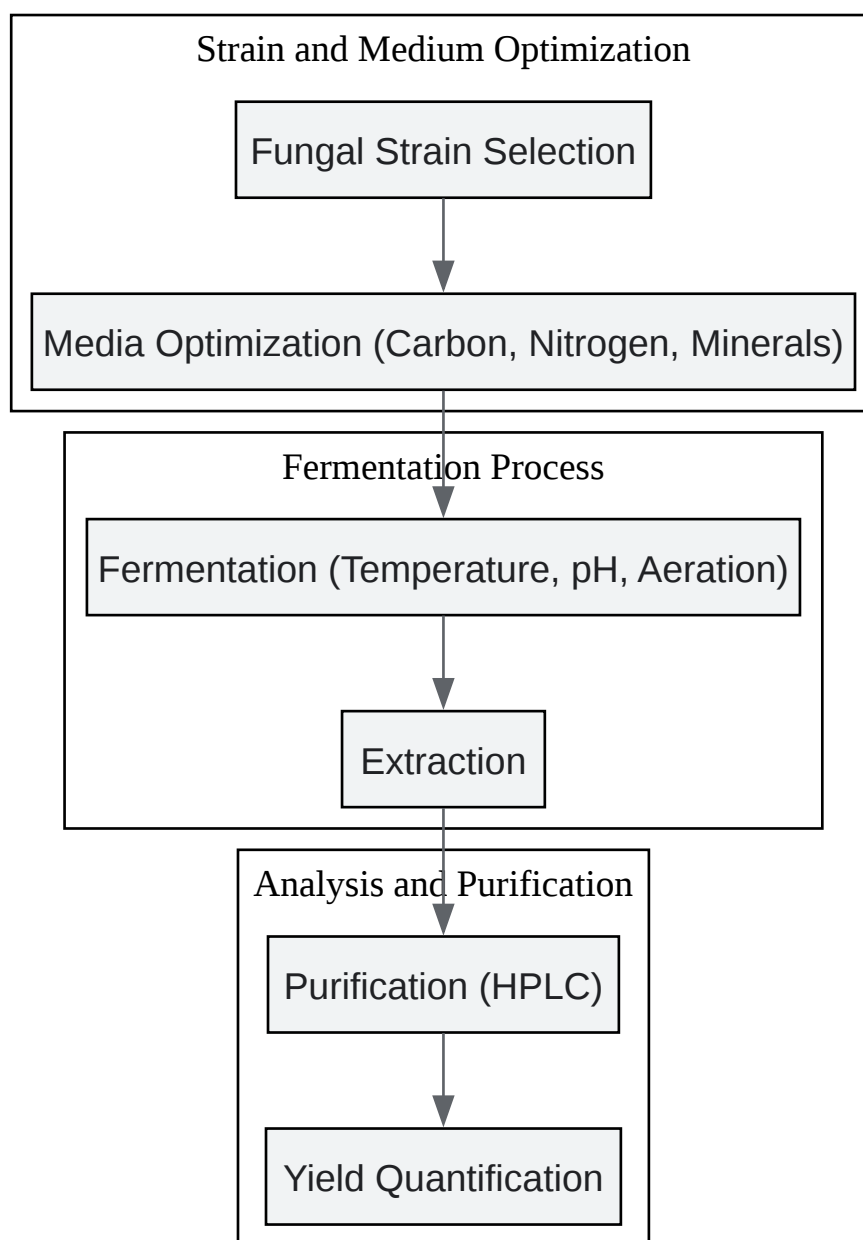 Strain and Medium Optimization
Fungal Strain Selection
Media Optimization (Carbon, Nitrogen, Minerals)
Fermentation Process
Fermentation (Temperature, pH, Aeration)
Extraction
Analysis and Purification
Purification (HPLC)
Yield Quantification